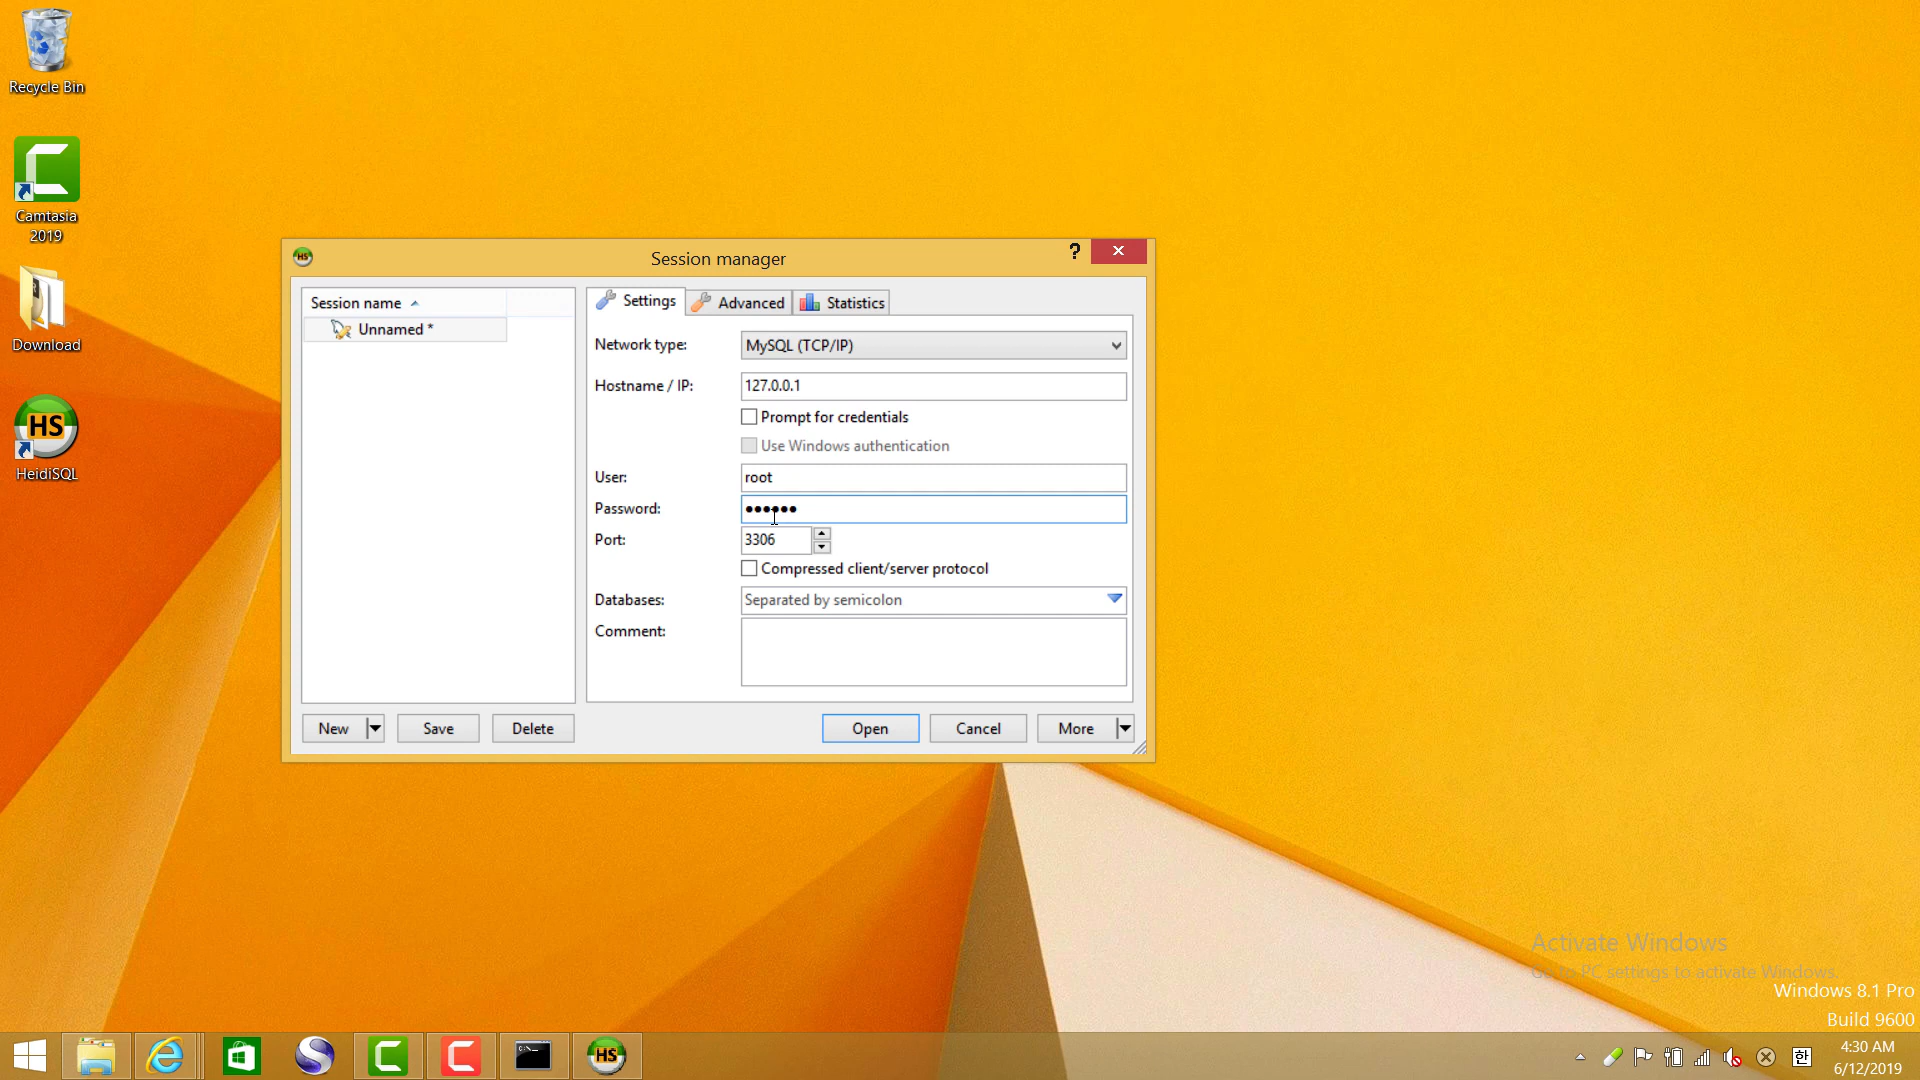 Recycle Bin
Camtasia
2019
Download
HS
HeidiSQL
HS
Session manager
?
Session name
Unnamed *
Settings
Advanced
Statistics
Network type:
MySQL (TCP/IP)
Hostname / IP:
127.0.0.1
Prompt for credentials
Use Windows authentication
User:
root
Password:
••••••
Port:
3306
Compressed client/server protocol
Databases:
Separated by semicolon
Comment:
New
Save
Delete
Open
Cancel
More
Activate Windows
Go to PC settings to activate Windows.
Windows 8.1 Pro
Build 9600
HS
한
4:30 AM
6/12/2019